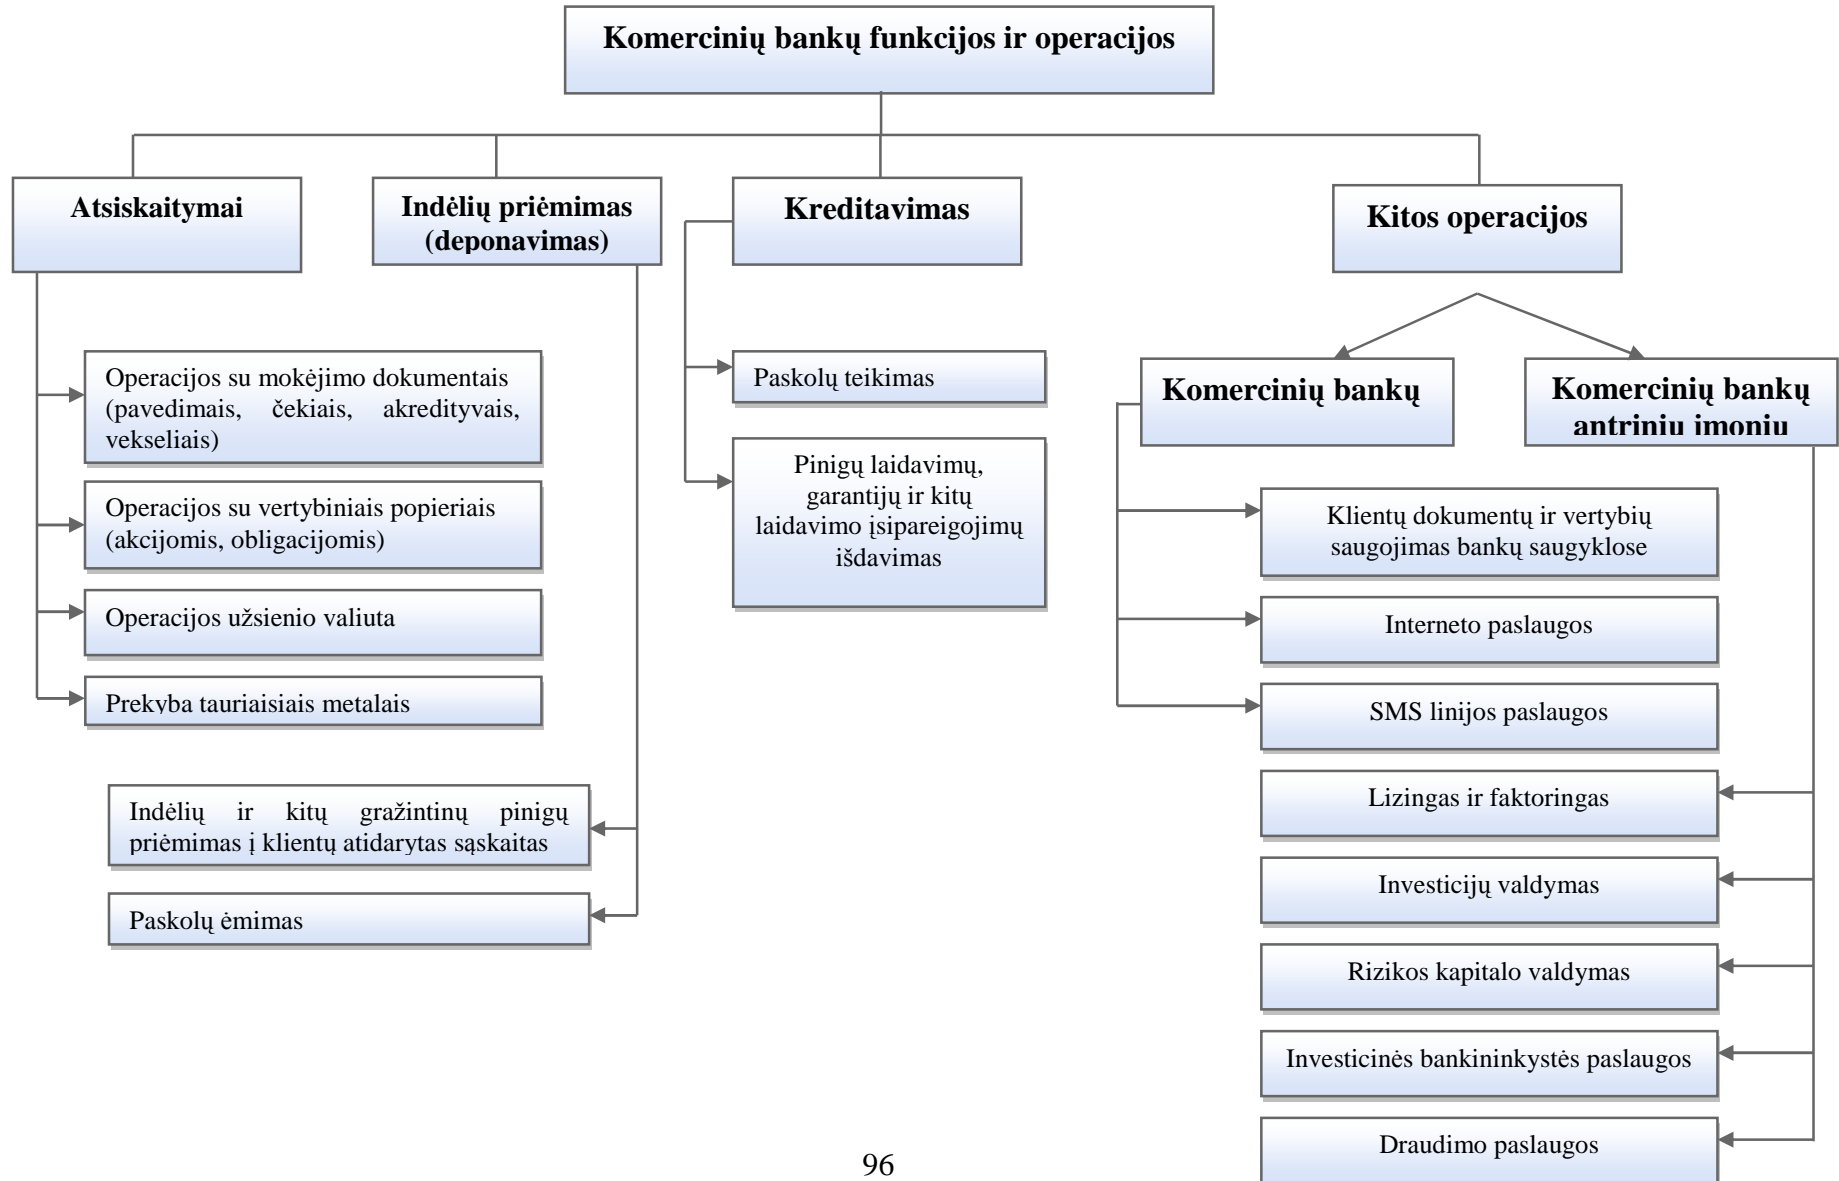 Komercinių bankų funkcijos ir operacijos
Atsiskaitymai
Indėlių priėmimas
(deponavimas)
Kreditavimas
Kitos operacijos
Operacijos su mokėjimo dokumentais
(pavedimais, čekiais, akredityvais,
vekseliais)
Operacijos su vertybiniais popieriais
(akcijomis, obligacijomis)
Operacijos užsienio valiuta
Prekyba tauriaisiais metalais
Indėlių ir kitų gražintinų pinigų
priėmimas į klientų atidarytas sąskaitas
Paskolų ėmimas
Paskolų teikimas
Pinigų laidavimų,
garantijų ir kitų
laidavimo įsipareigojimų
išdavimas
Komercinių bankų
Komercinių bankų
antrinių įmonių
Klientų dokumentų ir vertybių
saugojimas bankų saugyklose
Interneto paslaugos
SMS linijos paslaugos
Lizingas ir faktoringas
Investicijų valdymas
Rizikos kapitalo valdymas
Investicinės bankininkystės paslaugos
Draudimo paslaugos
96